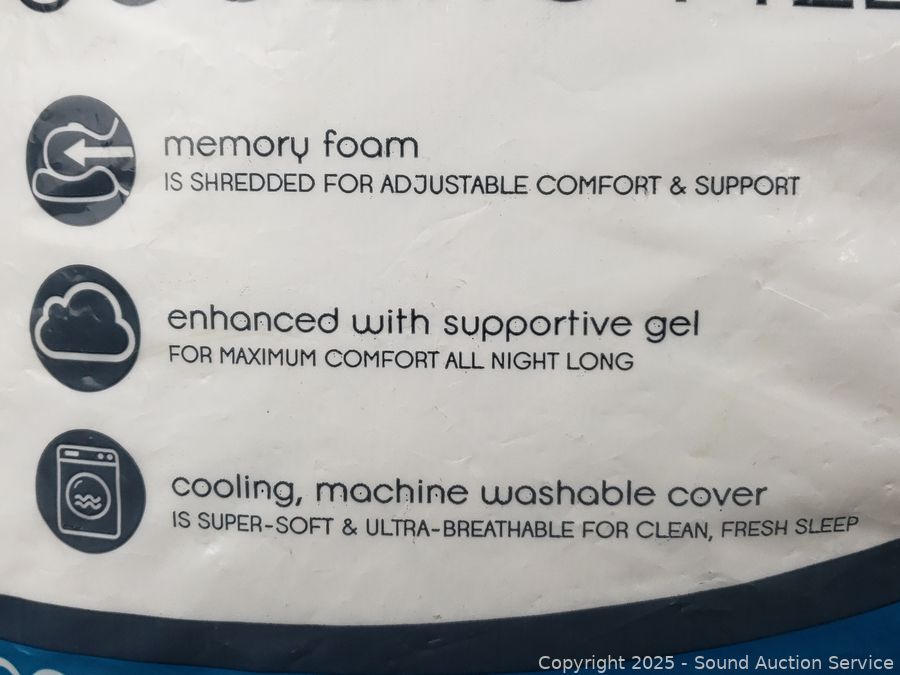 memory foam
IS SHREDDED FOR ADJUSTABLE COMFORT & SUPPORT
enhanced with supportive gel
FOR MAXIMUM COMFORT ALL NIGHT LONG
cooling, machine washable cover
IS SUPER-SOFT & ULTRA-BREATHABLE FOR CLEAN, FRESH SLEEP
Copyright 2025 - Sound Auction Service